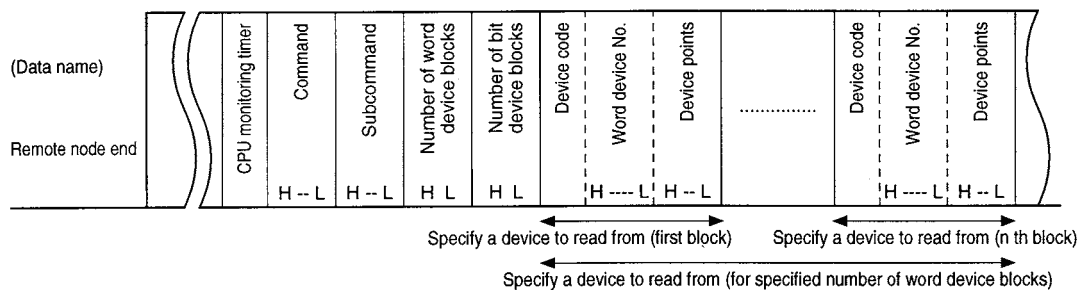 (Data name)
Remote node end
CPU monitoring timer
Command
H -- L
Subcommand
H -- L
Number of word
device blocks
H L
Number of bit
device blocks
H L
Device code
Word device No.
H ---- L
Device points
H -- L
................
Device code
Word device No.
H ---- L
Device points
H -- L
Specify a device to read from (first block)
Specify a device to read from (n th block)
Specify a device to read from (for specified number of word device blocks)